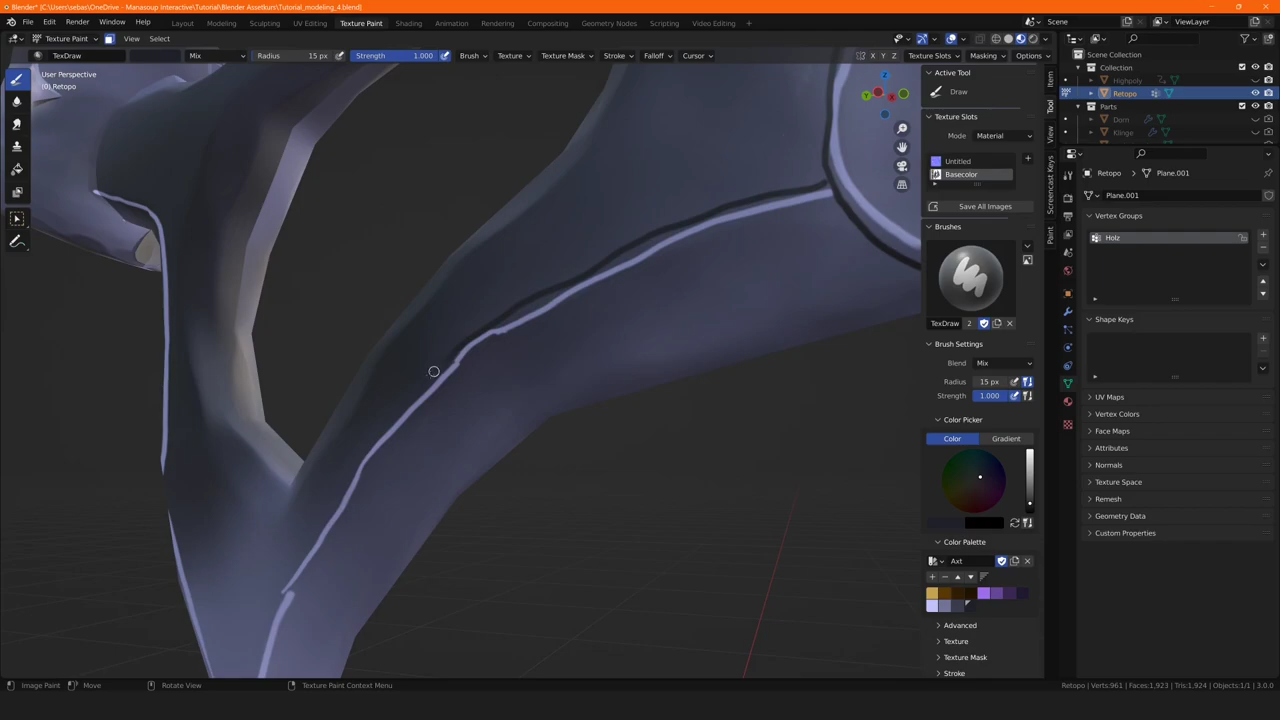 Blender* [C:\Users\sebas\OneDrive - Manasoup Interactive\Tutorial\Blender Assetkurs\Tutorial_modeling_4.blend]
File Edit Render Window Help Layout Modeling Sculpting UV Editing Texture Paint Shading Animation Rendering Compositing Geometry Nodes Scripting Video Editing + Scene ViewLayer
Texture Paint View Select
TexDraw Mix Radius 15 px Strength 1.000 Brush Texture Texture Mask Stroke Falloff Cursor X Y Z Texture Slots Masking Options
User Perspective
(0) Retopo
Z
Y
Active Tool
Draw
Texture Slots
Mode Material
Untitled
Basecolor
Save All Images
Brushes
TexDraw 2
Brush Settings
Blend Mix
Radius 15 px
Strength 1.000
Color Picker
Color Gradient
Color Palette
Axt
Advanced
Texture
Texture Mask
Stroke
Item
Tool
View
Screencast Keys
Paint
Scene Collection
Collection
Highpoly
Retopo
Parts
Dorn
Klinge
Retopo Plane.001
Plane.001
Vertex Groups
Holz
Shape Keys
UV Maps
Vertex Colors
Face Maps
Attributes
Normals
Texture Space
Remesh
Geometry Data
Custom Properties
Image Paint Move Rotate View Texture Paint Context Menu Retopo | Verts:961 | Faces:1,923 | Tris:1,924 | Objects:1/1 | 3.0.0